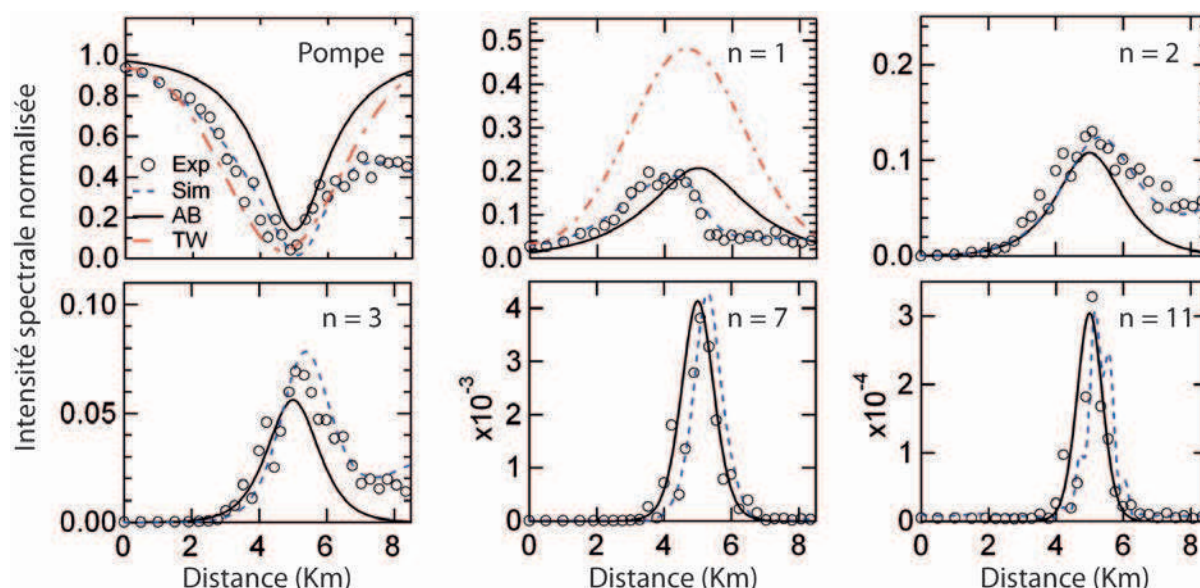 Intensité spectrale normalisée
Pompe
1.0
0.8
0.6
0.4
0.2
0.0
Exp
Sim
AB
TW
n = 1
0.5
0.4
0.3
0.2
0.1
0.0
n = 2
0.2
0.1
0.0
n = 3
0.10
0.05
0.00
0 2 4 6 8
Distance (Km)
n = 7
x10-3
4
3
2
1
0
0 2 4 6 8
Distance (Km)
n = 11
x10-4
3
2
1
0
0 2 4 6 8
Distance (Km)